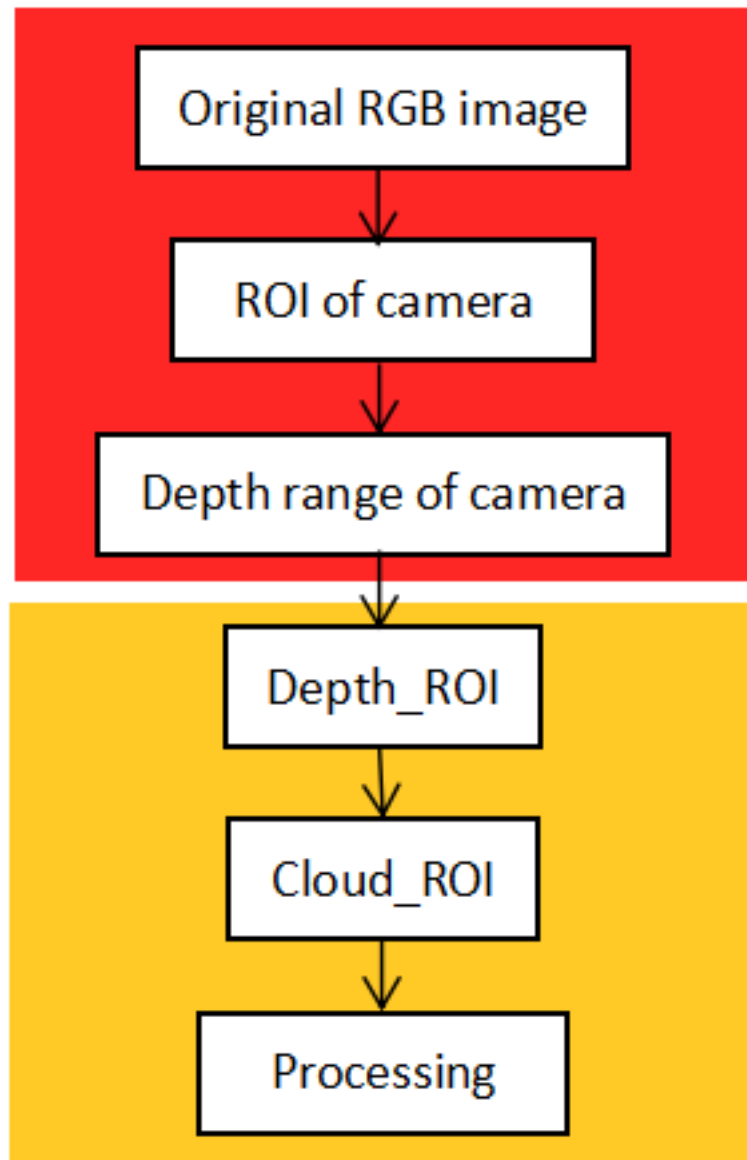 Original RGB image
ROI of camera
Depth range of camera
Depth_ROI
Cloud_ROI
Processing